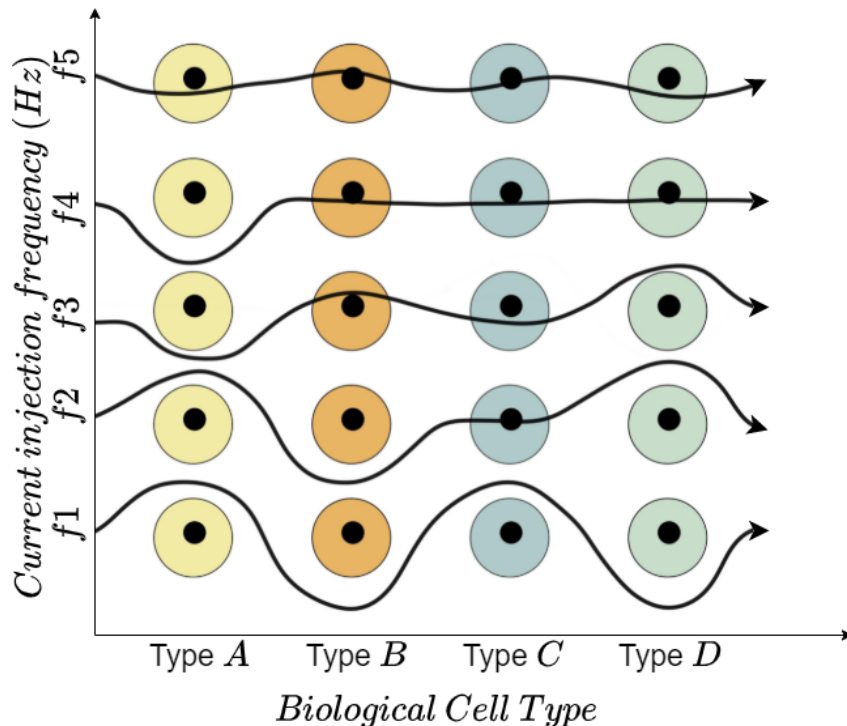 Current injection frequency (Hz)
f5
f4
f3
f2
f1
Type A
Type B
Type C
Type D
Biological Cell Type